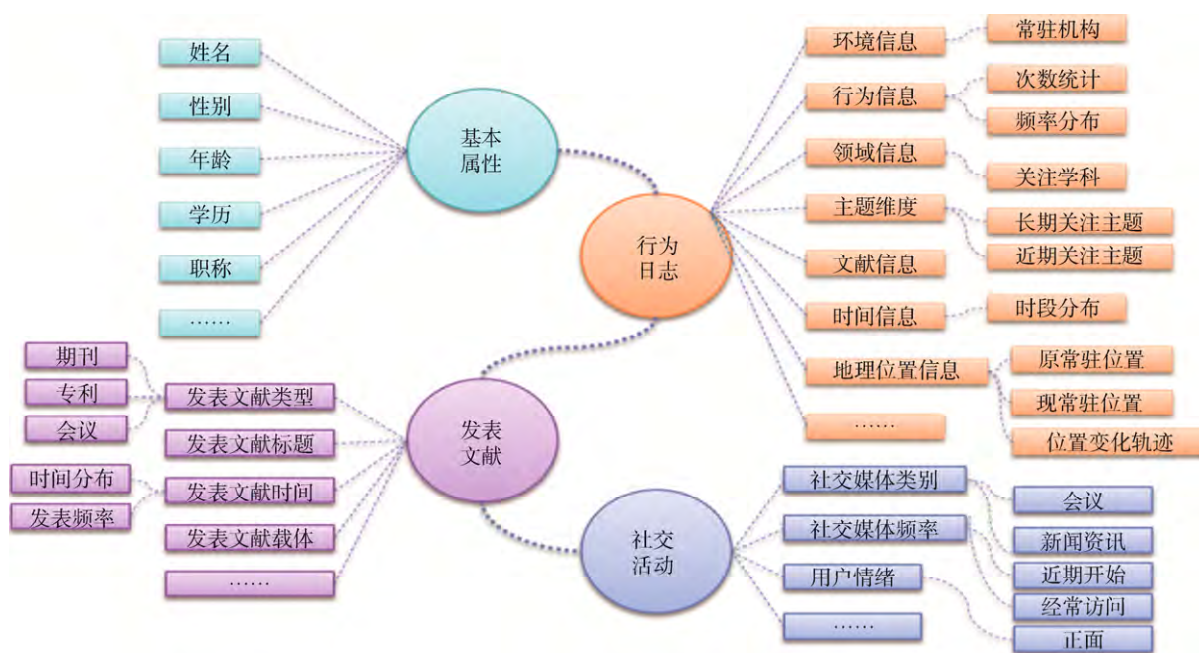 姓名
性别
年龄
学历
职称
……
基本
属性
环境信息
常驻机构
行为信息
次数统计
频率分布
领域信息
关注学科
主题维度
长期关注主题
近期关注主题
文献信息
时间信息
时段分布
地理位置信息
原常驻位置
现常驻位置
位置变化轨迹
……
行为
日志
期刊
专利
会议
发表文献类型
发表文献标题
时间分布
发表频率
发表文献时间
发表文献载体
……
发表
文献
社交
活动
社交媒体类别
社交媒体频率
用户情绪
……
会议
新闻资讯
近期开始
经常访问
正面